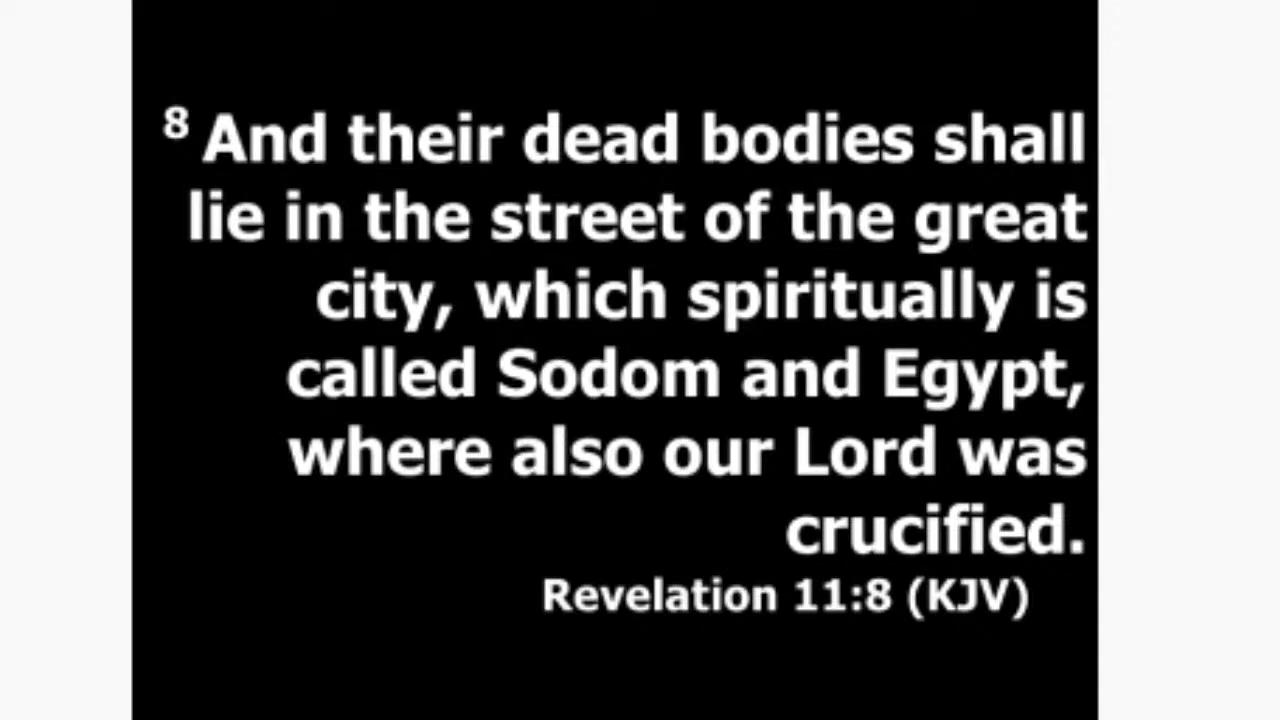 8 And their dead bodies shall
lie in the street of the great
city, which spiritually is
called Sodom and Egypt,
where also our Lord was
crucified.
Revelation 11:8 (KJV)